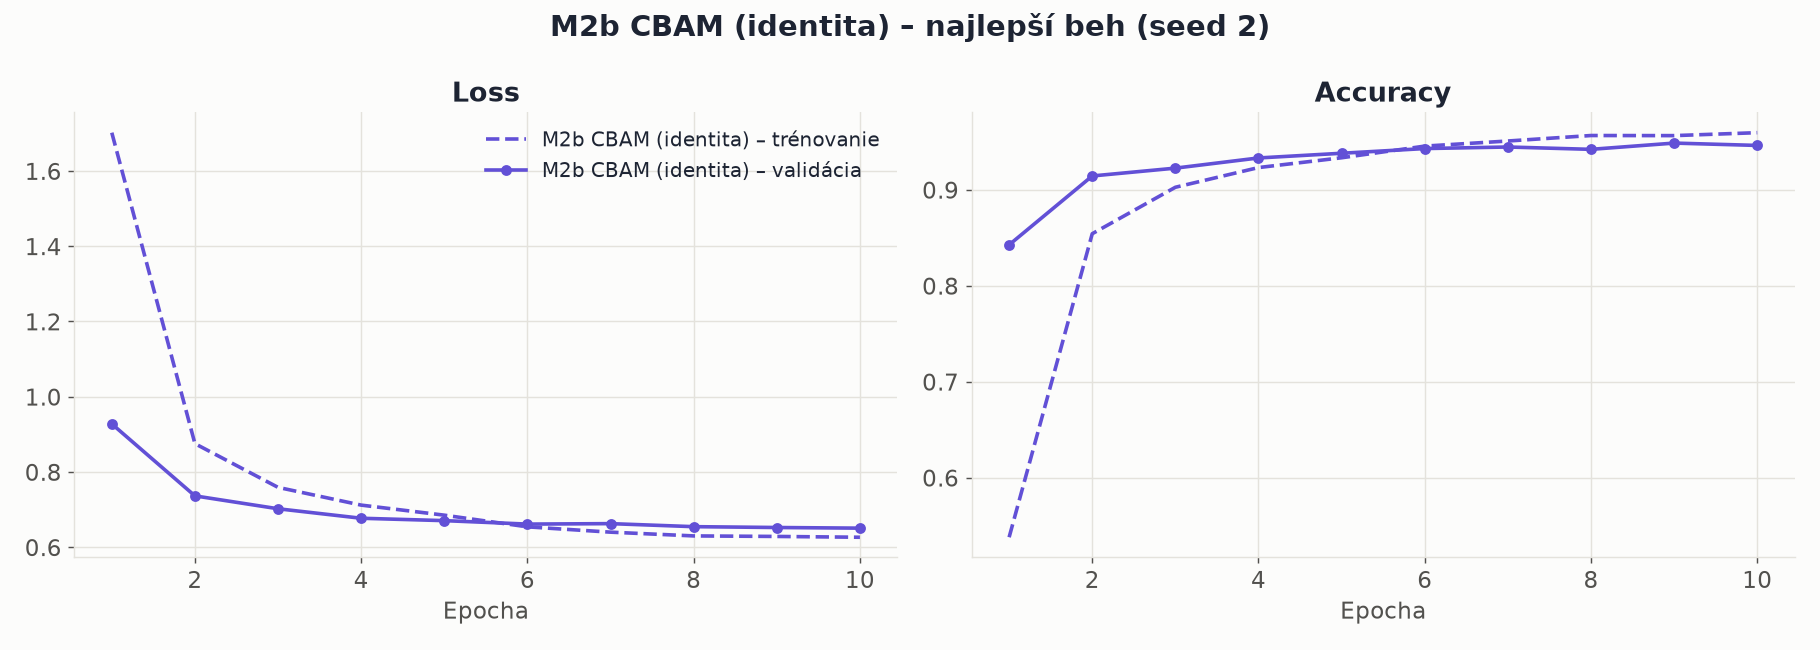 M2b CBAM (identita) – najlepší beh (seed 2)
Loss
M2b CBAM (identita) – trénovanie
M2b CBAM (identita) – validácia
1.6
1.4
1.2
1.0
0.8
0.6
2 4 6 8 10
Epocha
Accuracy
0.9
0.8
0.7
0.6
2 4 6 8 10
Epocha